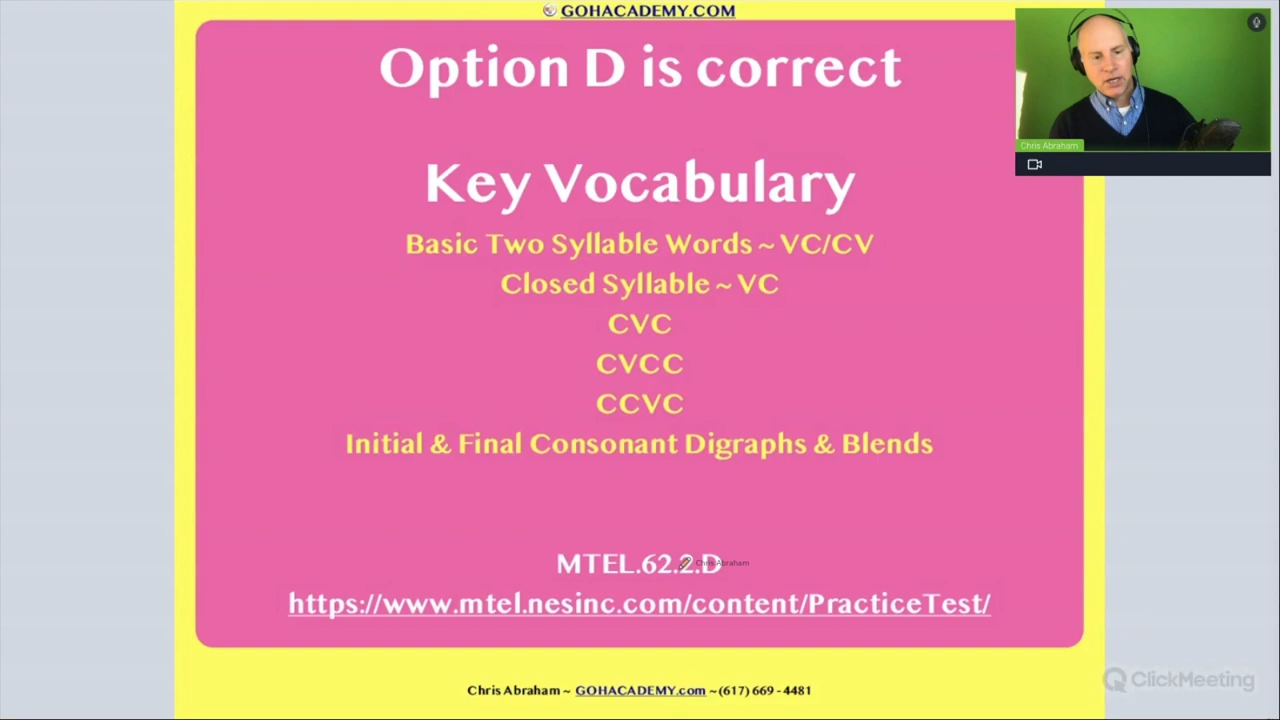 GOHACADEMY.COM
Option D is correct
Chris Abraham
Key Vocabulary
Basic Two Syllable Words ~ VC/CV
Closed Syllable ~ VC
CVC
CVCC
CCVC
Initial & Final Consonant Digraphs & Blends
MTEL.62.2.D
Chris Abraham
https://www.mtel.nesinc.com/content/PracticeTest/
ClickMeeting
Chris Abraham ~ GOHACADEMY.com ~(617) 669 - 4481